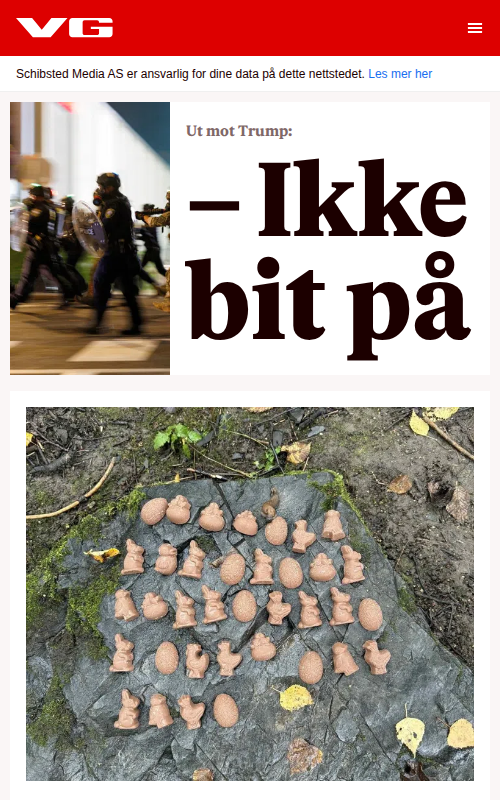 VG
Schibsted Media AS er ansvarlig for dine data på dette nettstedet. Les mer her
Ut mot Trump:
– Ikke
bit på